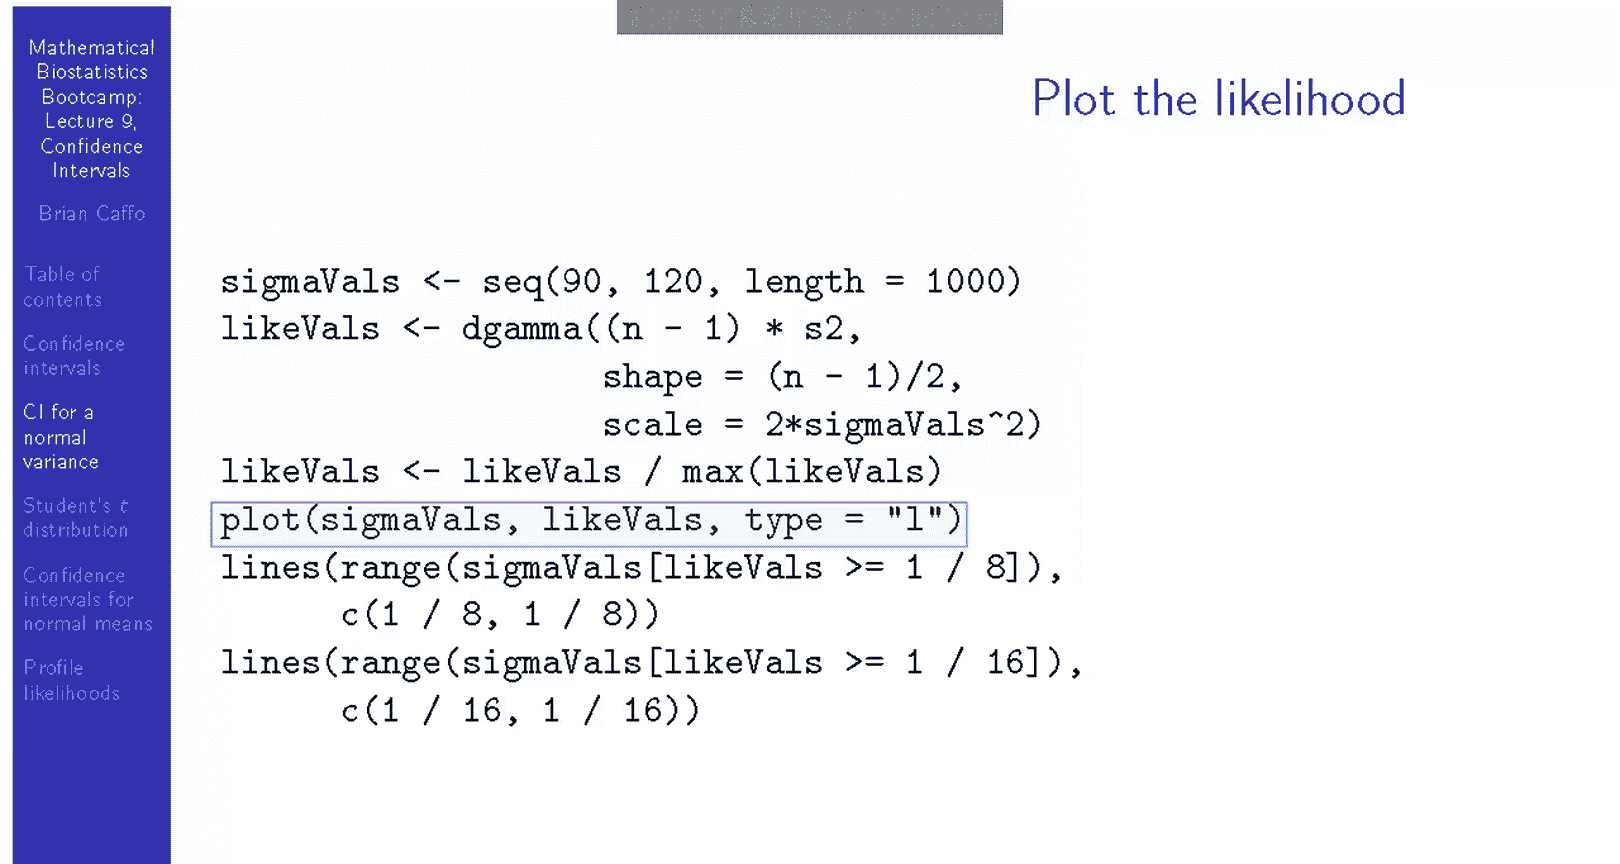 Mathematical
Biostatistics
Bootcamp:
Lecture 9,
Confidence
Intervals
Brian Caffo
Table of
contents
Confidence
intervals
CI for a
normal
variance
Student's t
distribution
Confidence
intervals for
normal means
Profile
likelihoods
Plot the likelihood
sigmaVals <- seq(90, 120, length = 1000)
likeVals <- dgamma((n - 1) * s2,
shape = (n - 1)/2,
scale = 2*sigmaVals^2)
likeVals <- likeVals / max(likeVals)
plot(sigmaVals, likeVals, type = "l")
lines(range(sigmaVals[likeVals >= 1 / 8]),
c(1 / 8, 1 / 8))
lines(range(sigmaVals[likeVals >= 1 / 16]),
c(1 / 16, 1 / 16))